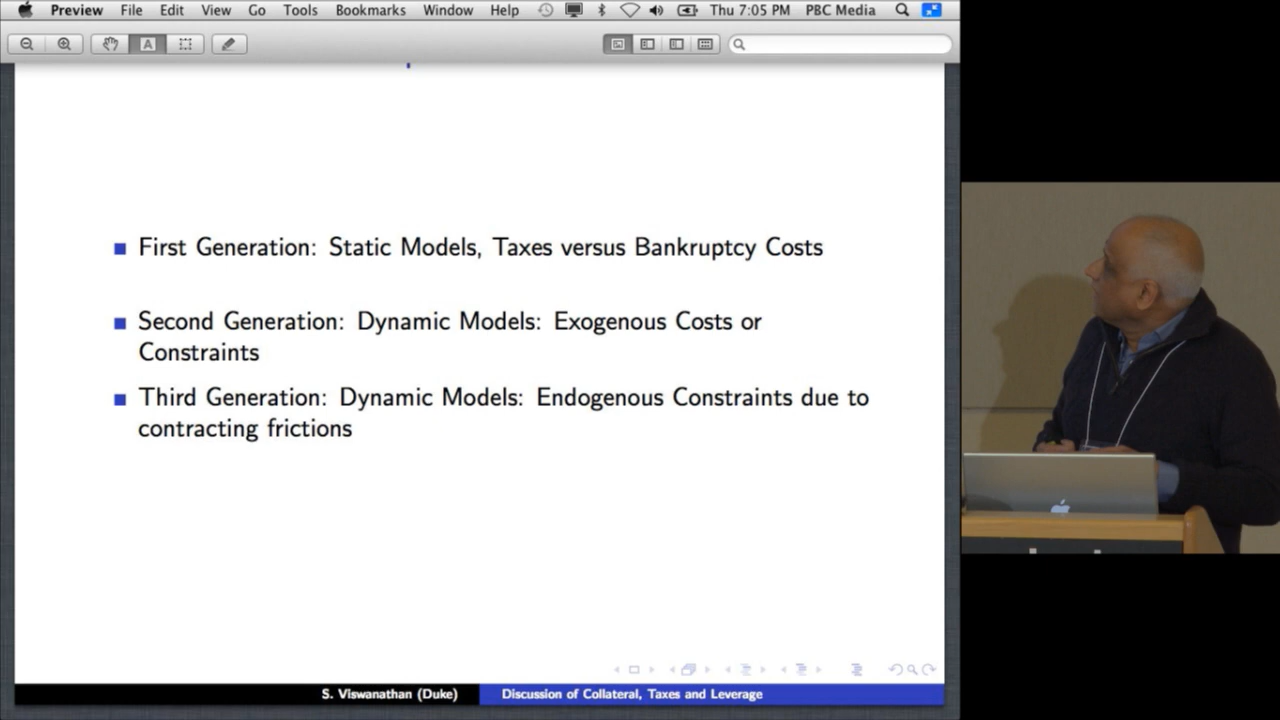 Preview File Edit View Go Tools Bookmarks Window Help Thu 7:05 PM PBC Media
A
First Generation: Static Models, Taxes versus Bankruptcy Costs
Second Generation: Dynamic Models: Exogenous Costs or
Constraints
Third Generation: Dynamic Models: Endogenous Constraints due to
contracting frictions
S. Viswanathan (Duke) Discussion of Collateral, Taxes and Leverage